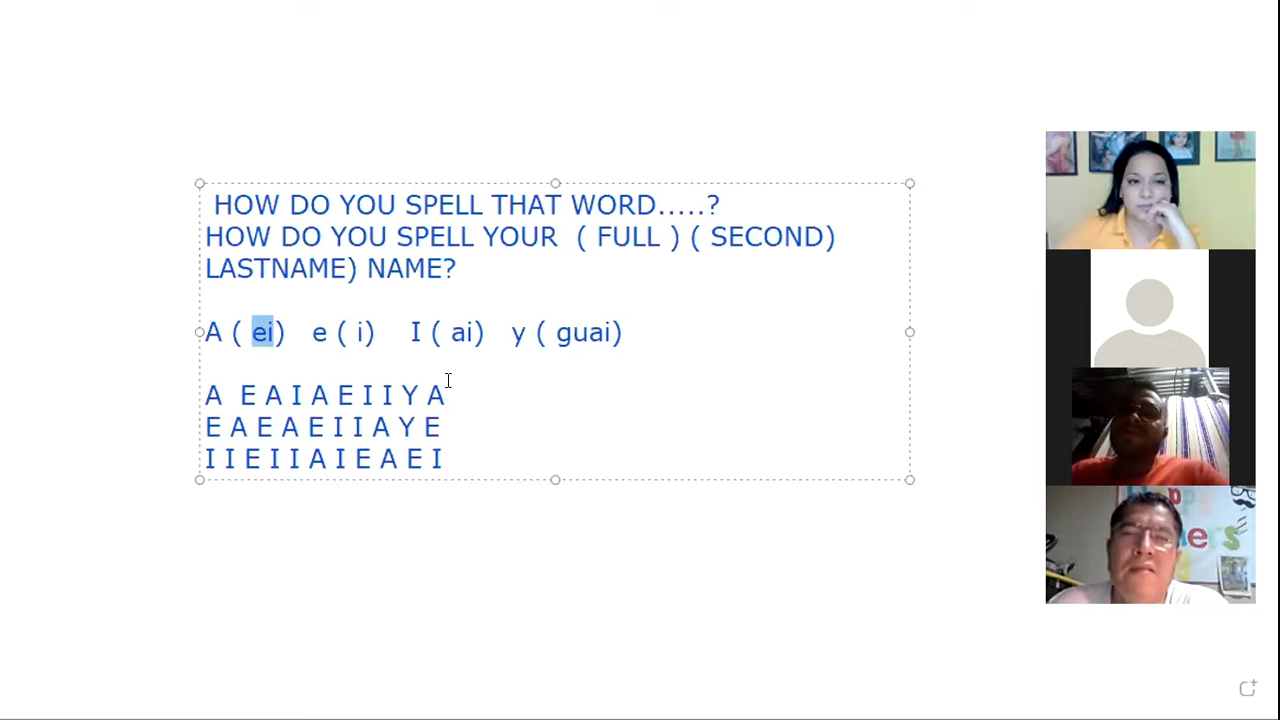 HOW DO YOU SPELL THAT WORD.....?
HOW DO YOU SPELL YOUR ( FULL ) ( SECOND)
LASTNAME) NAME?
A ( ei) e ( i) I ( ai) y ( guai)
A E A I A E I I Y A
E A E A E I I A Y E
I I E I I A I E A E I